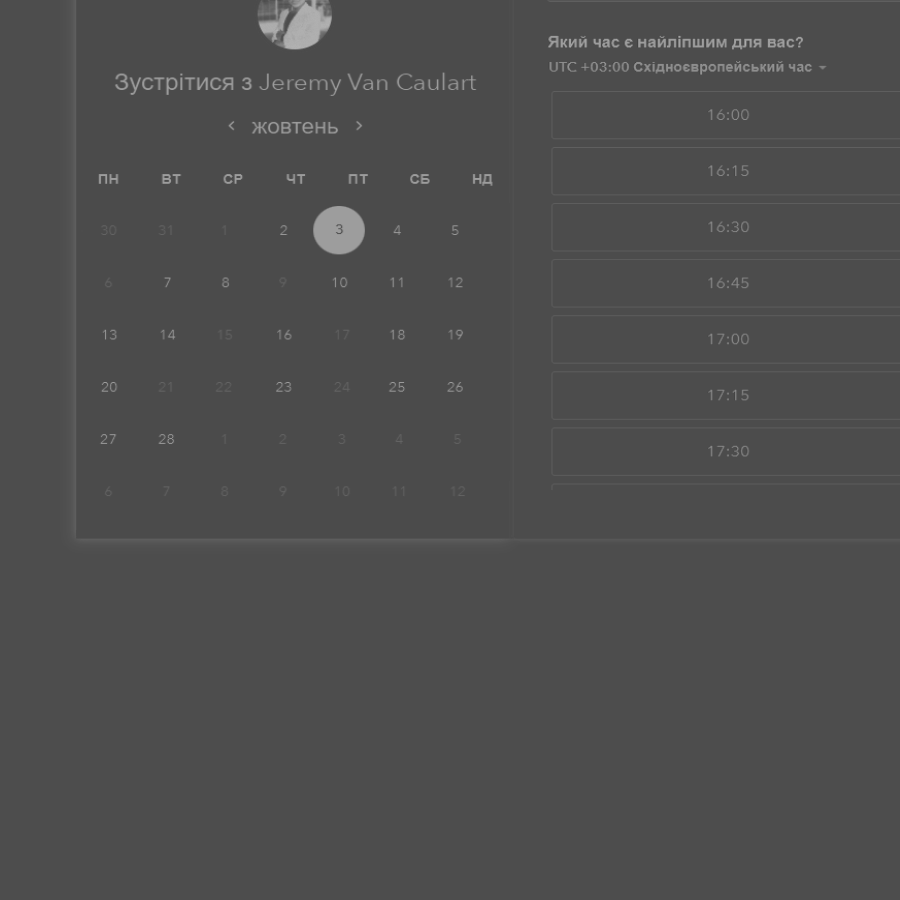 Зустрітися з Jeremy Van Caulart
жовтень
ПН ВТ СР ЧТ ПТ СБ НД
30 31 1 2 3 4 5
6 7 8 9 10 11 12
13 14 15 16 17 18 19
20 21 22 23 24 25 26
27 28 1 2 3 4 5
6 7 8 9 10 11 12
Який час є найліпшим для вас?
UTC +03:00 Східноєвропейський час
16:00
16:15
16:30
16:45
17:00
17:15
17:30